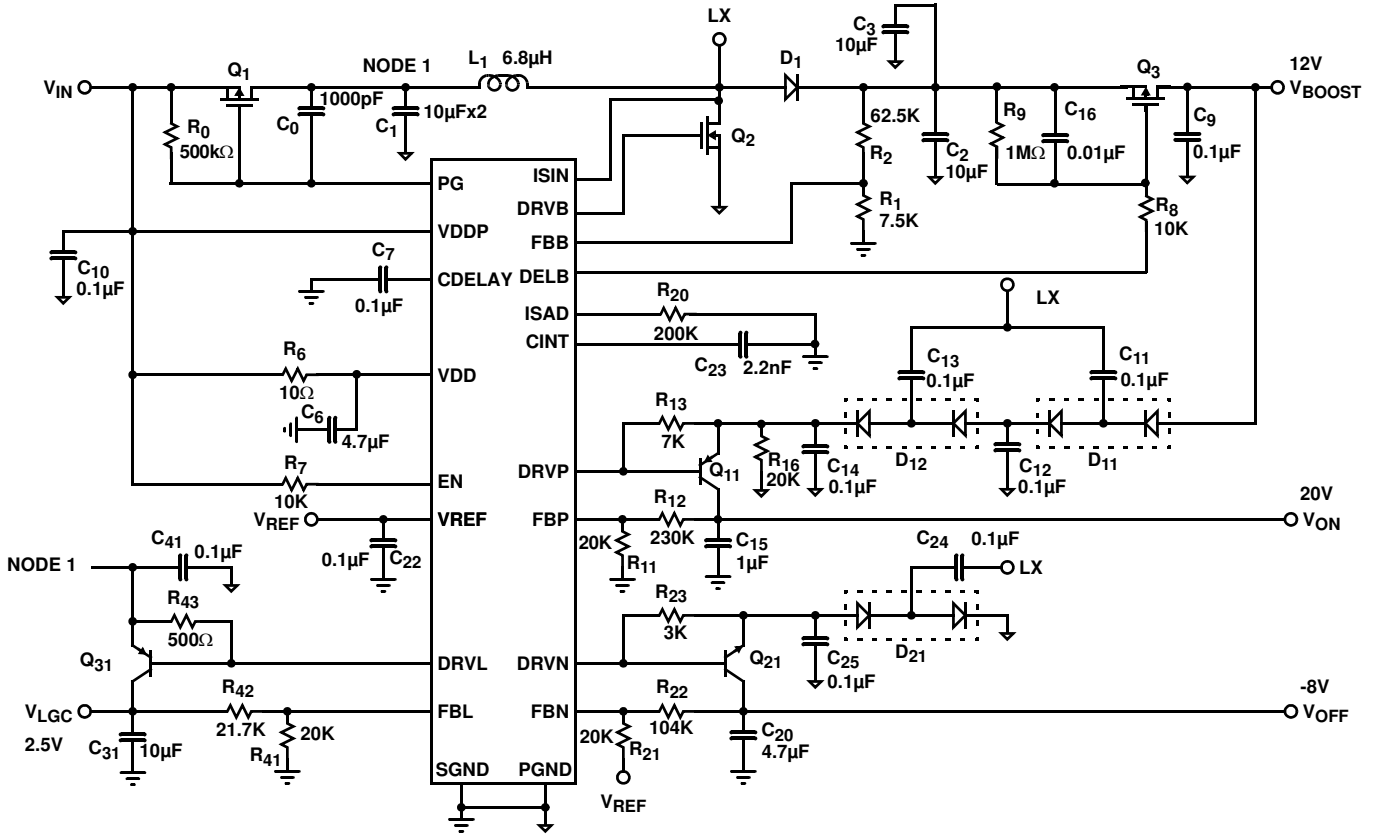 LX
C3
10µF
VIN
Q1
NODE 1
L1 6.8µH
D1
12V
VBOOST
Q3
R0
500kΩ
1000pF
C0
10µFx2
C1
Q2
62.5K
R2
C2
10µF
R9
1MΩ
C16
0.01µF
C9
0.1µF
PG
ISIN
DRVB
R1
7.5K
R8
10K
VDDP
FBB
C10
0.1µF
C7
0.1µF
CDELAY
DELB
ISAD
R20
200K
LX
CINT
C23
2.2nF
R6
10Ω
VDD
C13
0.1µF
C11
0.1µF
C6
4.7µF
R13
7K
R7
10K
EN
DRVP
Q11
R16
20K
C14
0.1µF
D12
C12
0.1µF
D11
VREF
VREF
FBP
R12
230K
20V
VON
0.1µF
C22
20K
R11
C15
1µF
C24
0.1µF
LX
NODE 1
C41
0.1µF
R43
500Ω
R23
3K
Q31
DRVL
DRVN
Q21
C25
0.1µF
D21
VLGC
2.5V
R42
21.7K
FBL
FBN
R22
104K
-8V
VOFF
C31
10µF
R41
20K
20K
R21
C20
4.7µF
SGND
PGND
VREF